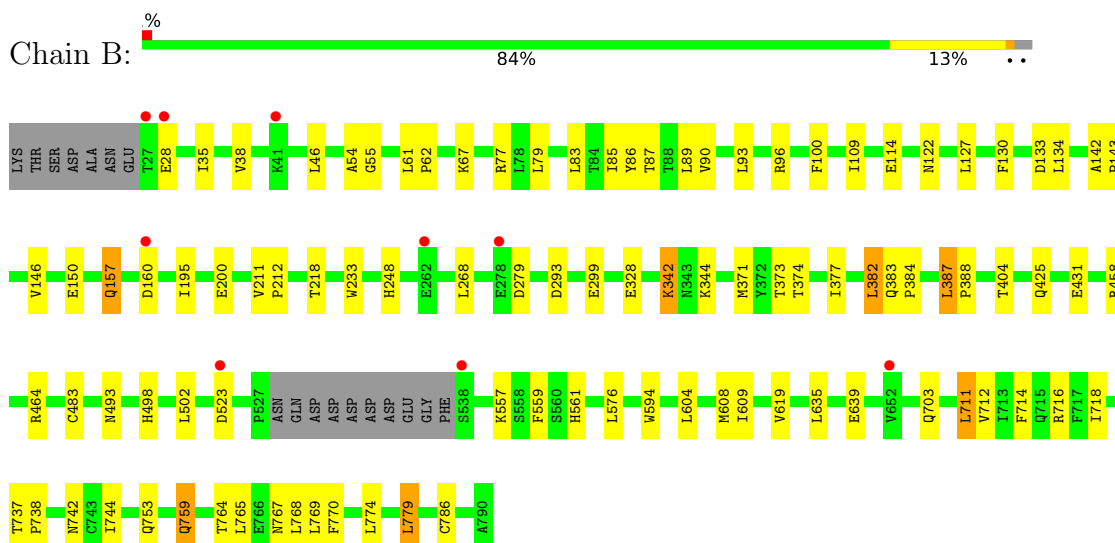 .%
Chain B:
84% 13% • •
LYS THR SER ASP ALA ASN GLU T27 E28 I35 V38 K41 L46 A54 G55 L61 P62 K67 R77 L78 L79 L83 T84 I85 Y86 T87 T88 L89 V90 L93 R96 F100 I109 E114 N122 L127 F130 D133 L134 A142
V146 E150 Q157 D160 I195 E200 V211 P212 T218 W233 H248 E262 L268 E278 D279 D293 E299 E328 K342 N343 K344 M371 Y372 T373 T374 I377 L382 Q383 P384 L387 P388 T404 Q425 E431
R464 C483 N493 H498 L502 D523 P527 ASN GLN ASP ASP ASP ASP ASP GLU GLY PHE S538 K557 S558 F559 S560 H561 L576 W594 L604 M608 I609 V619 L635 E639 V652 Q703 L711 V712 I713 F714 Q715 R716 F717 I718
T737 P738 N742 C743 I744 Q753 Q759 T764 L765 E766 N767 L768 L769 F770 L774 L779 C786 A790